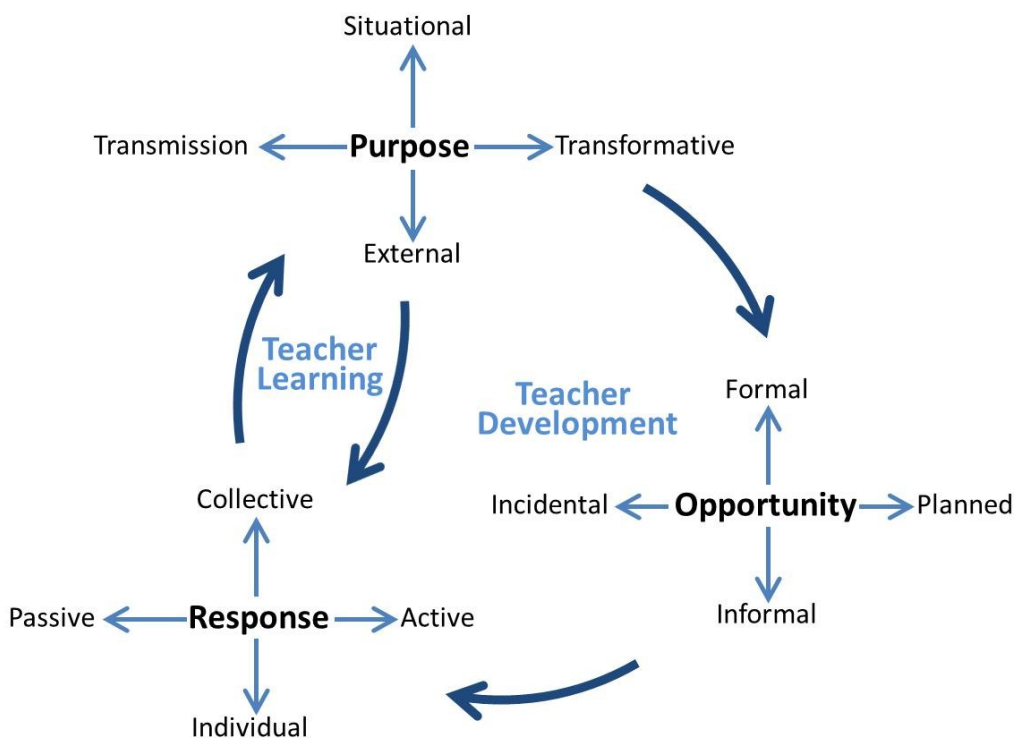 Situational
Transmission
Purpose
Transformative
External
Teacher
Learning
Teacher
Development
Formal
Incidental
Opportunity
Planned
Informal
Collective
Passive
Response
Active
Individual